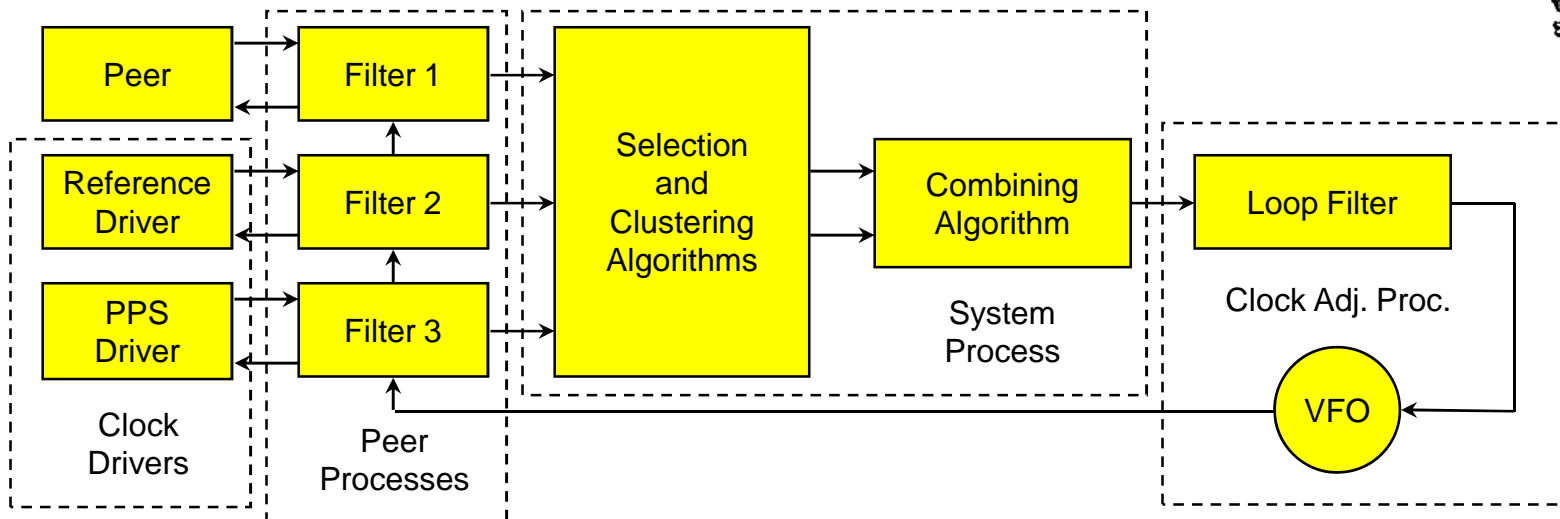 Peer
Filter 1
Reference
Driver
Filter 2
PPS
Driver
Filter 3
Clock
Drivers
Peer
Processes
Selection
and
Clustering
Algorithms
Combining
Algorithm
System
Process
Loop Filter
Clock Adj. Proc.
VFO